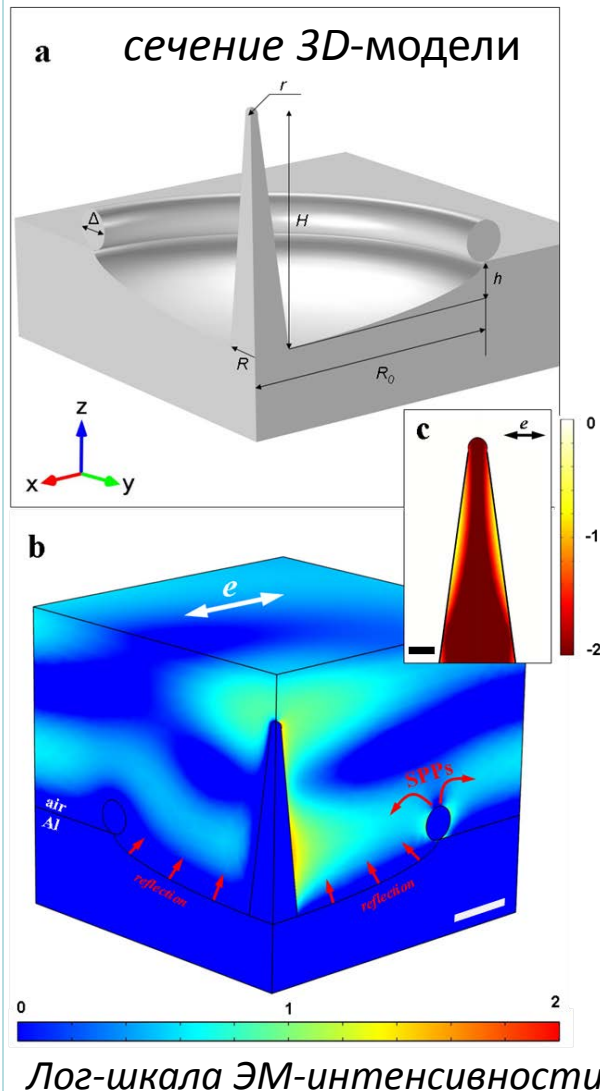 a
сечение 3D-модели
r
Δ
H
h
R
R₀
z
x
y
c
e
0
-1
-2
b
e
SPPs
air
Al
reflection
reflection
0
1
2
Лог-шкала ЭМ-интенсивности